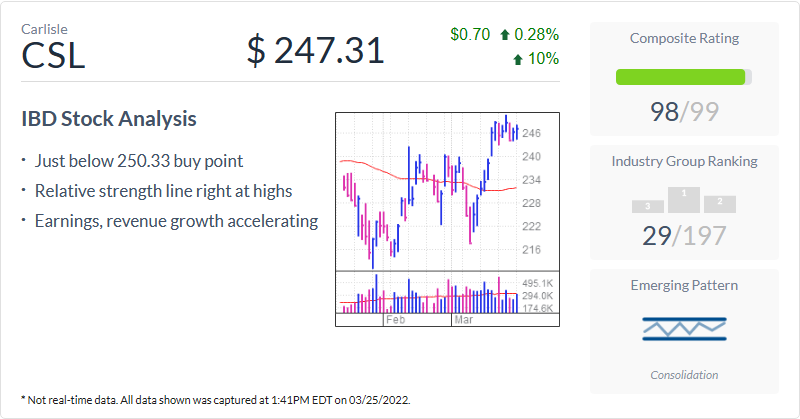 Carlisle
CSL
$ 247.31
$0.70 0.28%
10%
IBD Stock Analysis
· Just below 250.33 buy point
· Relative strength line right at highs
· Earnings, revenue growth accelerating
246
240
234
228
222
216
495.1K
294.0K
174.6K
Feb Mar
Composite Rating
98/99
Industry Group Ranking
3 1 2
29/197
Emerging Pattern
Consolidation
* Not real-time data. All data shown was captured at 1:41PM EDT on 03/25/2022.